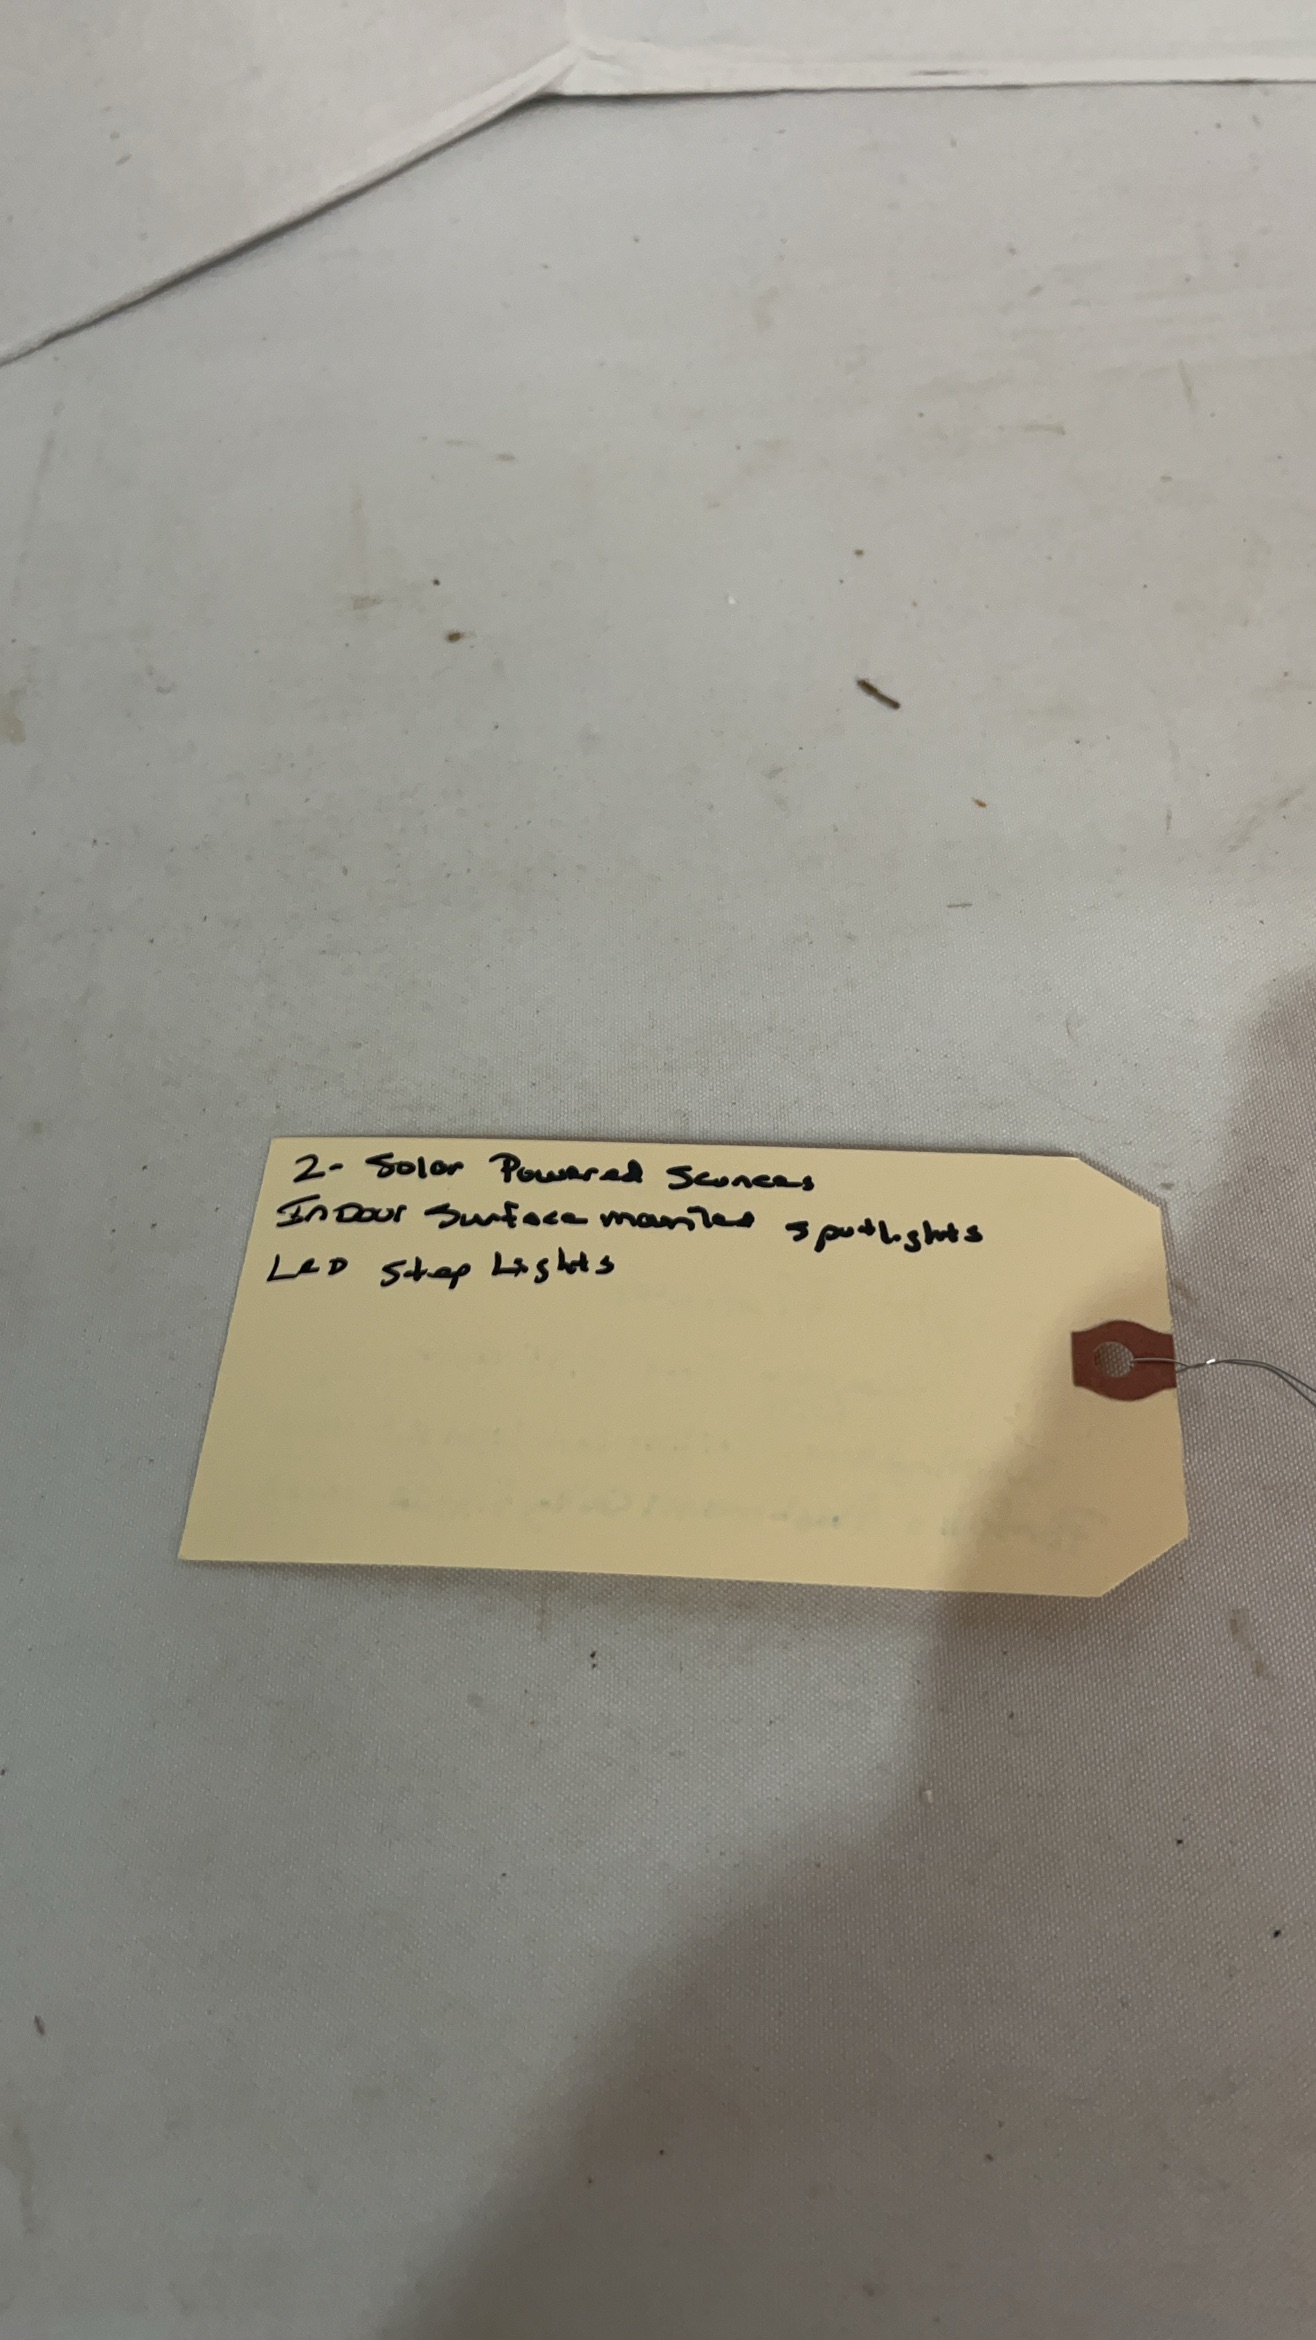 2- Solar Powered Sconces
InDoor Surface mounted spotlights
LED Step Lights